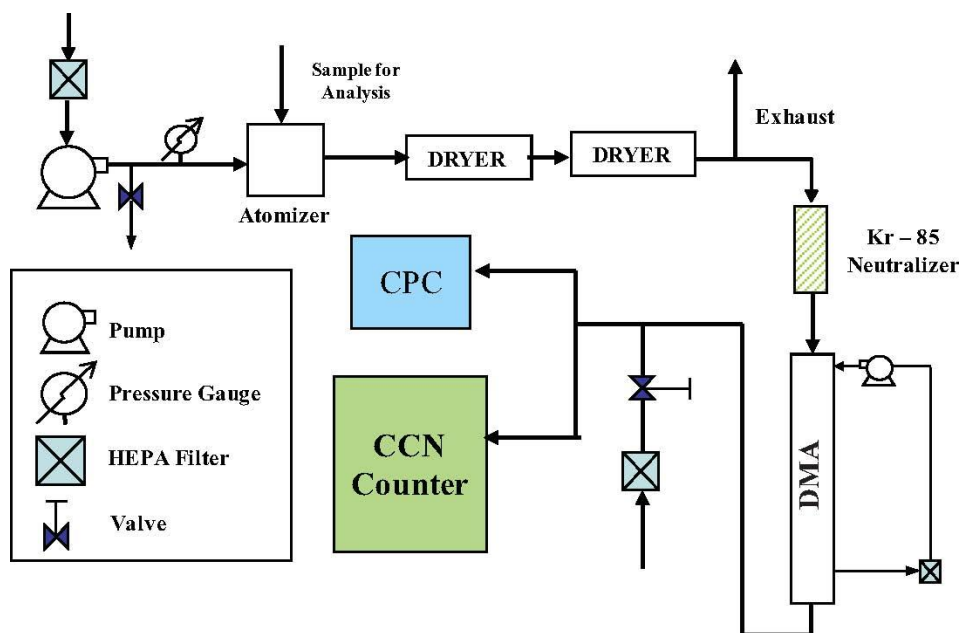 Sample for
Analysis
Exhaust
DRYER
DRYER
Atomizer
Kr – 85
Neutralizer
CPC
Pump
Pressure Gauge
CCN
Counter
HEPA Filter
DMA
Valve